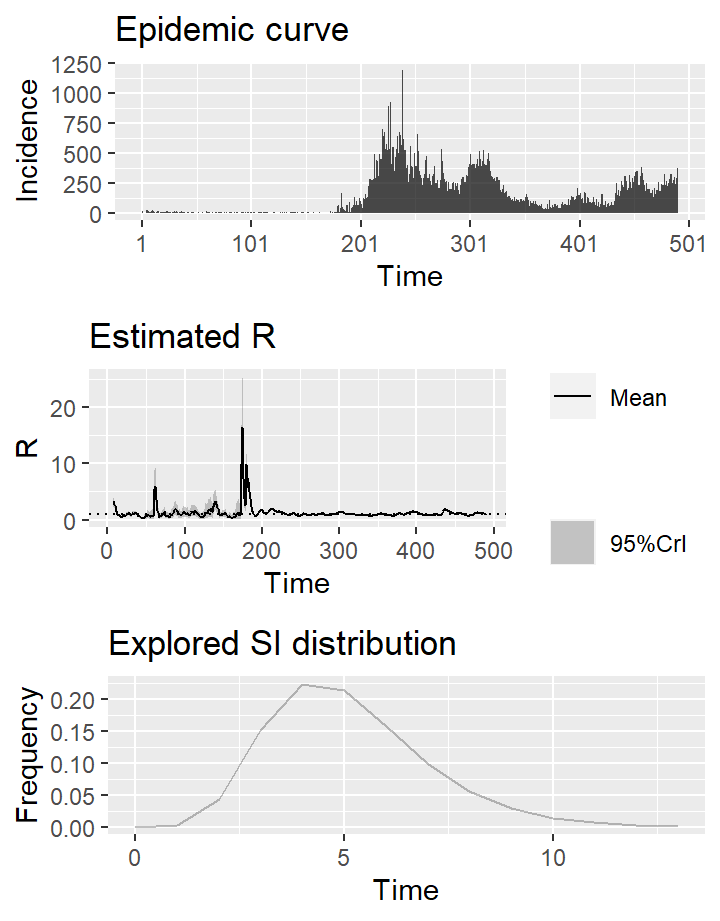 Epidemic curve
1250
1000
750
500
250
0
Incidence
1 101 201 301 401 501
Time
Estimated R
20
10
0
R
0 100 200 300 400 500
Time
Mean
95%CrI
Explored SI distribution
0.20
0.15
0.10
0.05
0.00
Frequency
0 5 10
Time